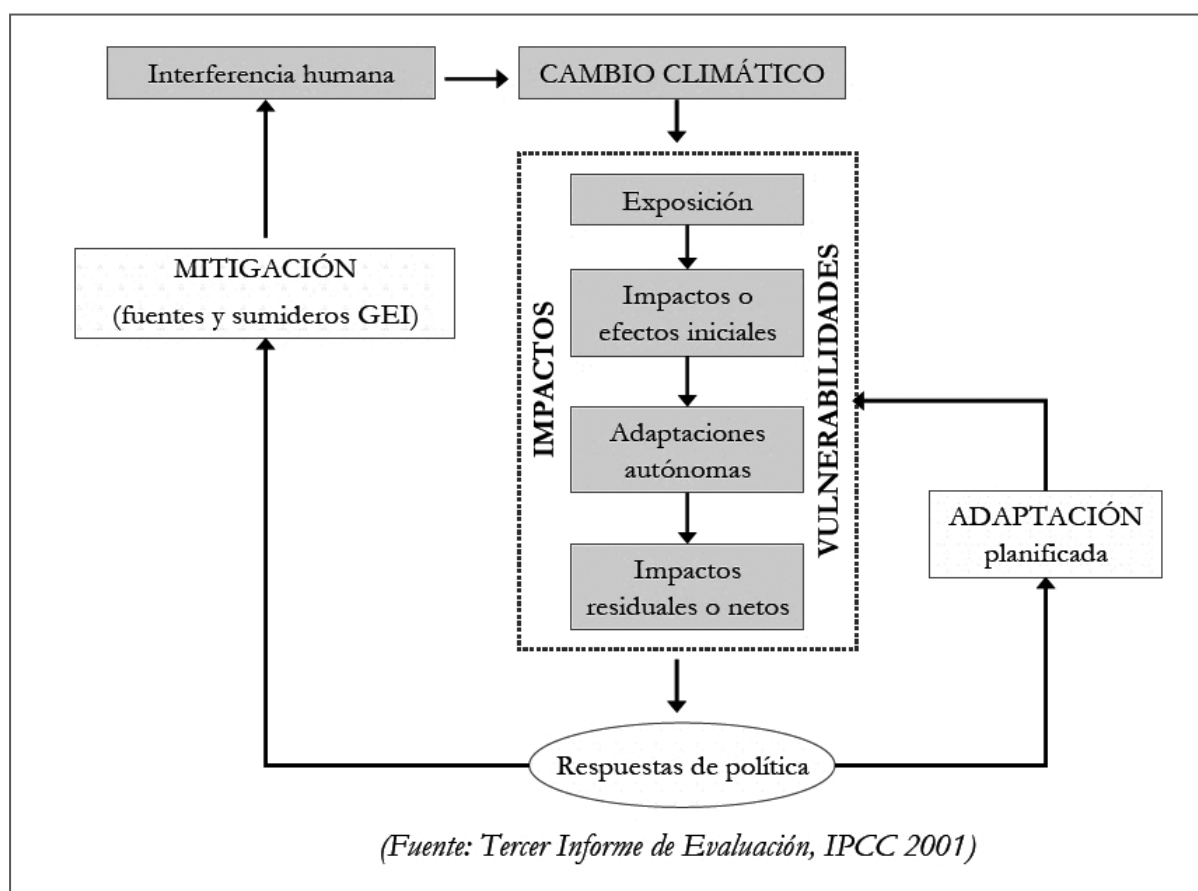 Interferencia humana
CAMBIO CLIMÁTICO
Exposición
MITIGACIÓN
(fuentes y sumideros GEI)
IMPACTOS
Impactos o
efectos iniciales
VULNERABILIDADES
Adaptaciones
autónomas
ADAPTACIÓN
planificada
Impactos
residuales o netos
Respuestas de política
(Fuente: Tercer Informe de Evaluación, IPCC 2001)